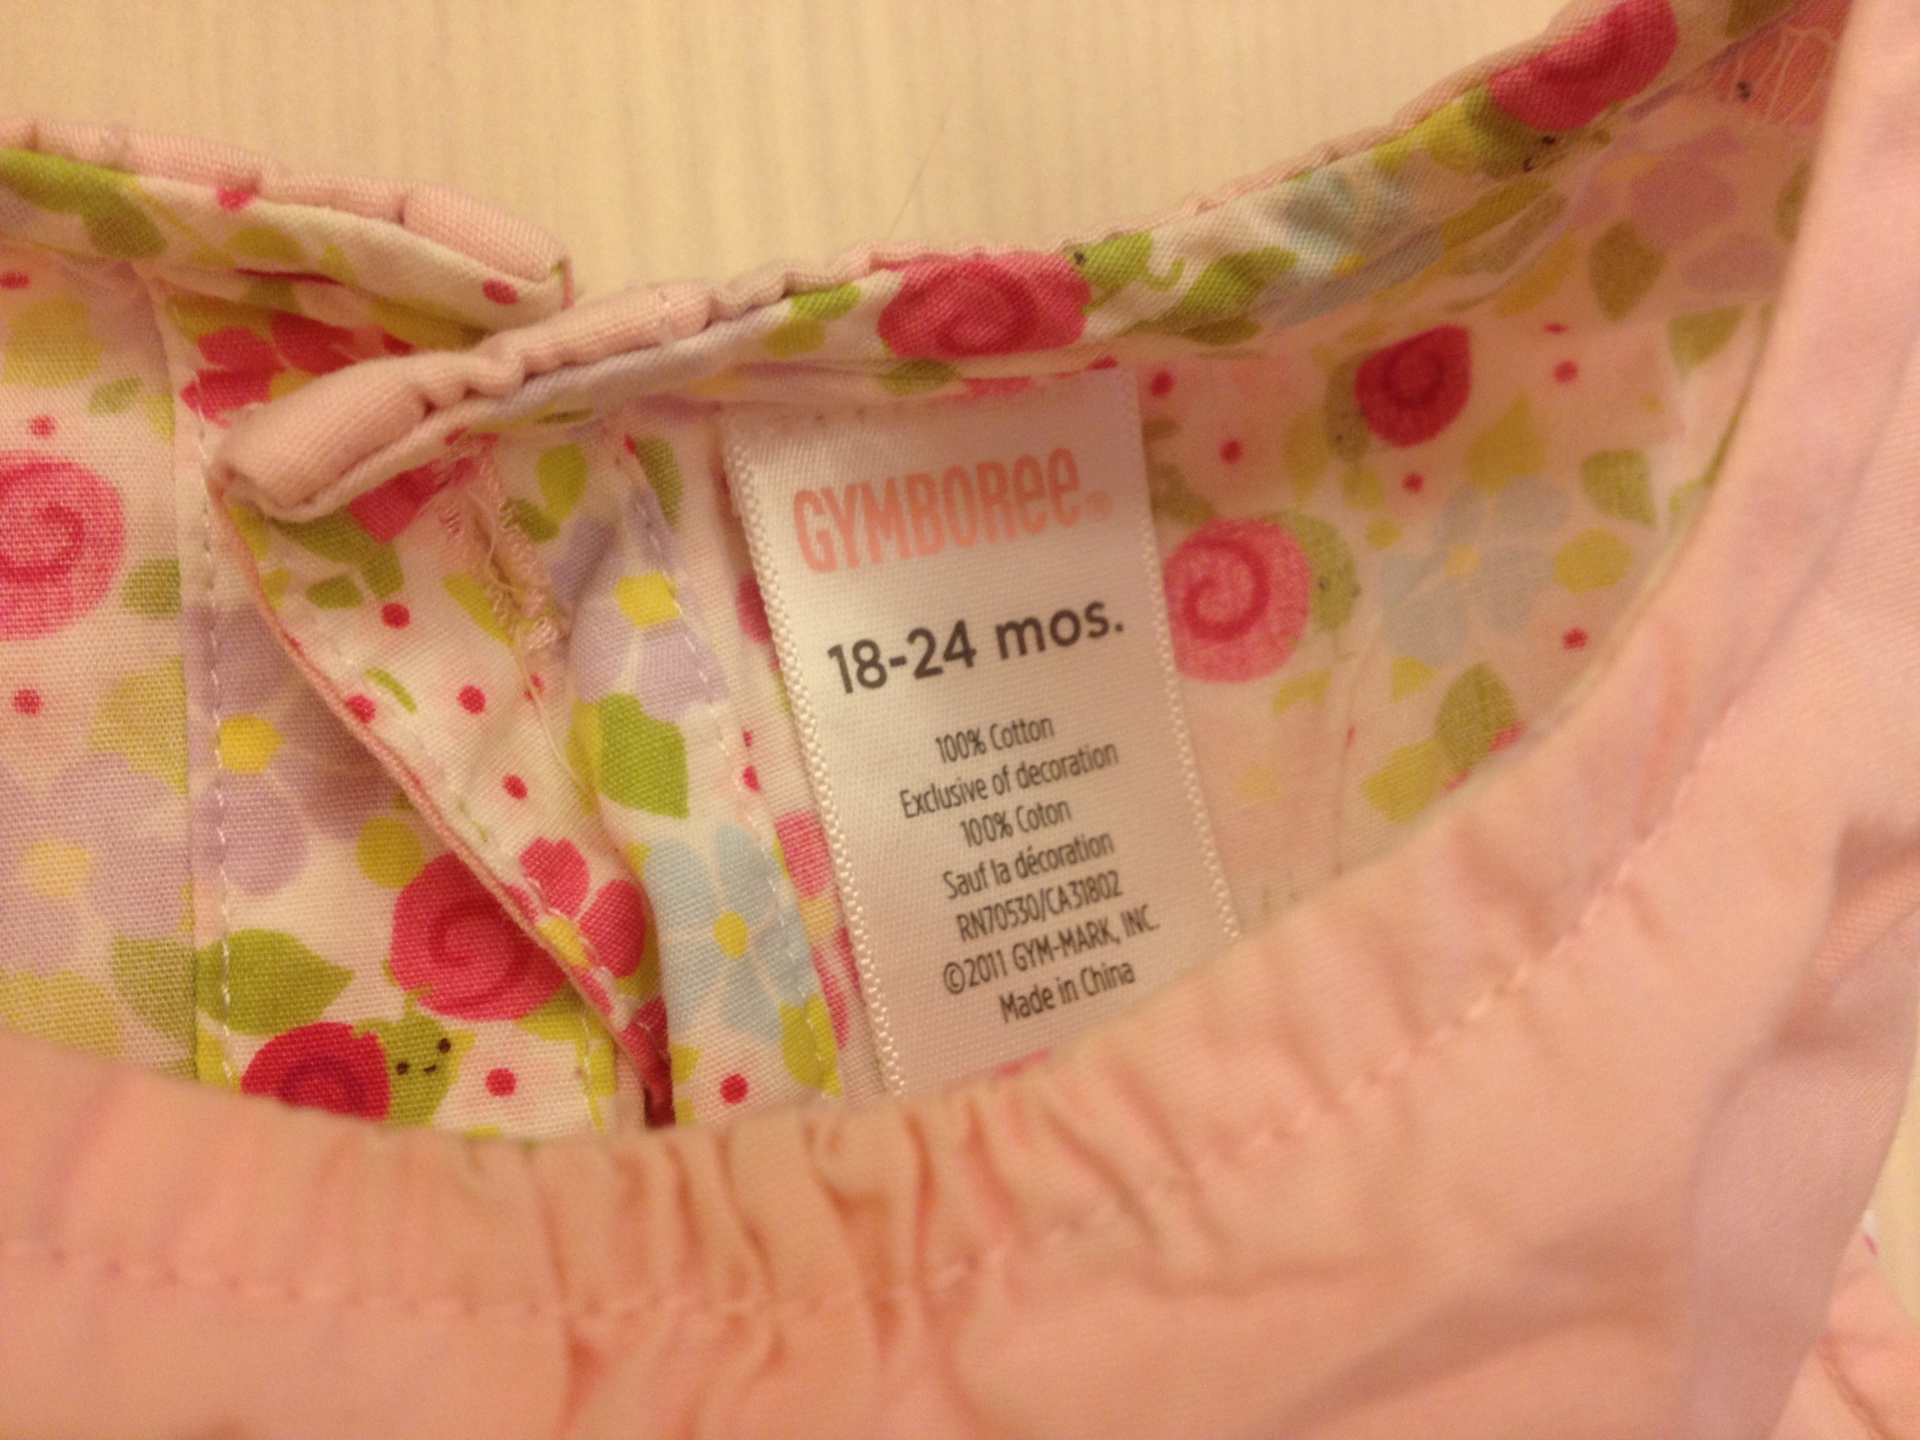 GYMBOREE®
18-24 mos.
100% Cotton
Exclusive of decoration
100% Coton
Sauf la décoration
RN70530/CA31802
©2011 GYM-MARK, INC.
Made in China